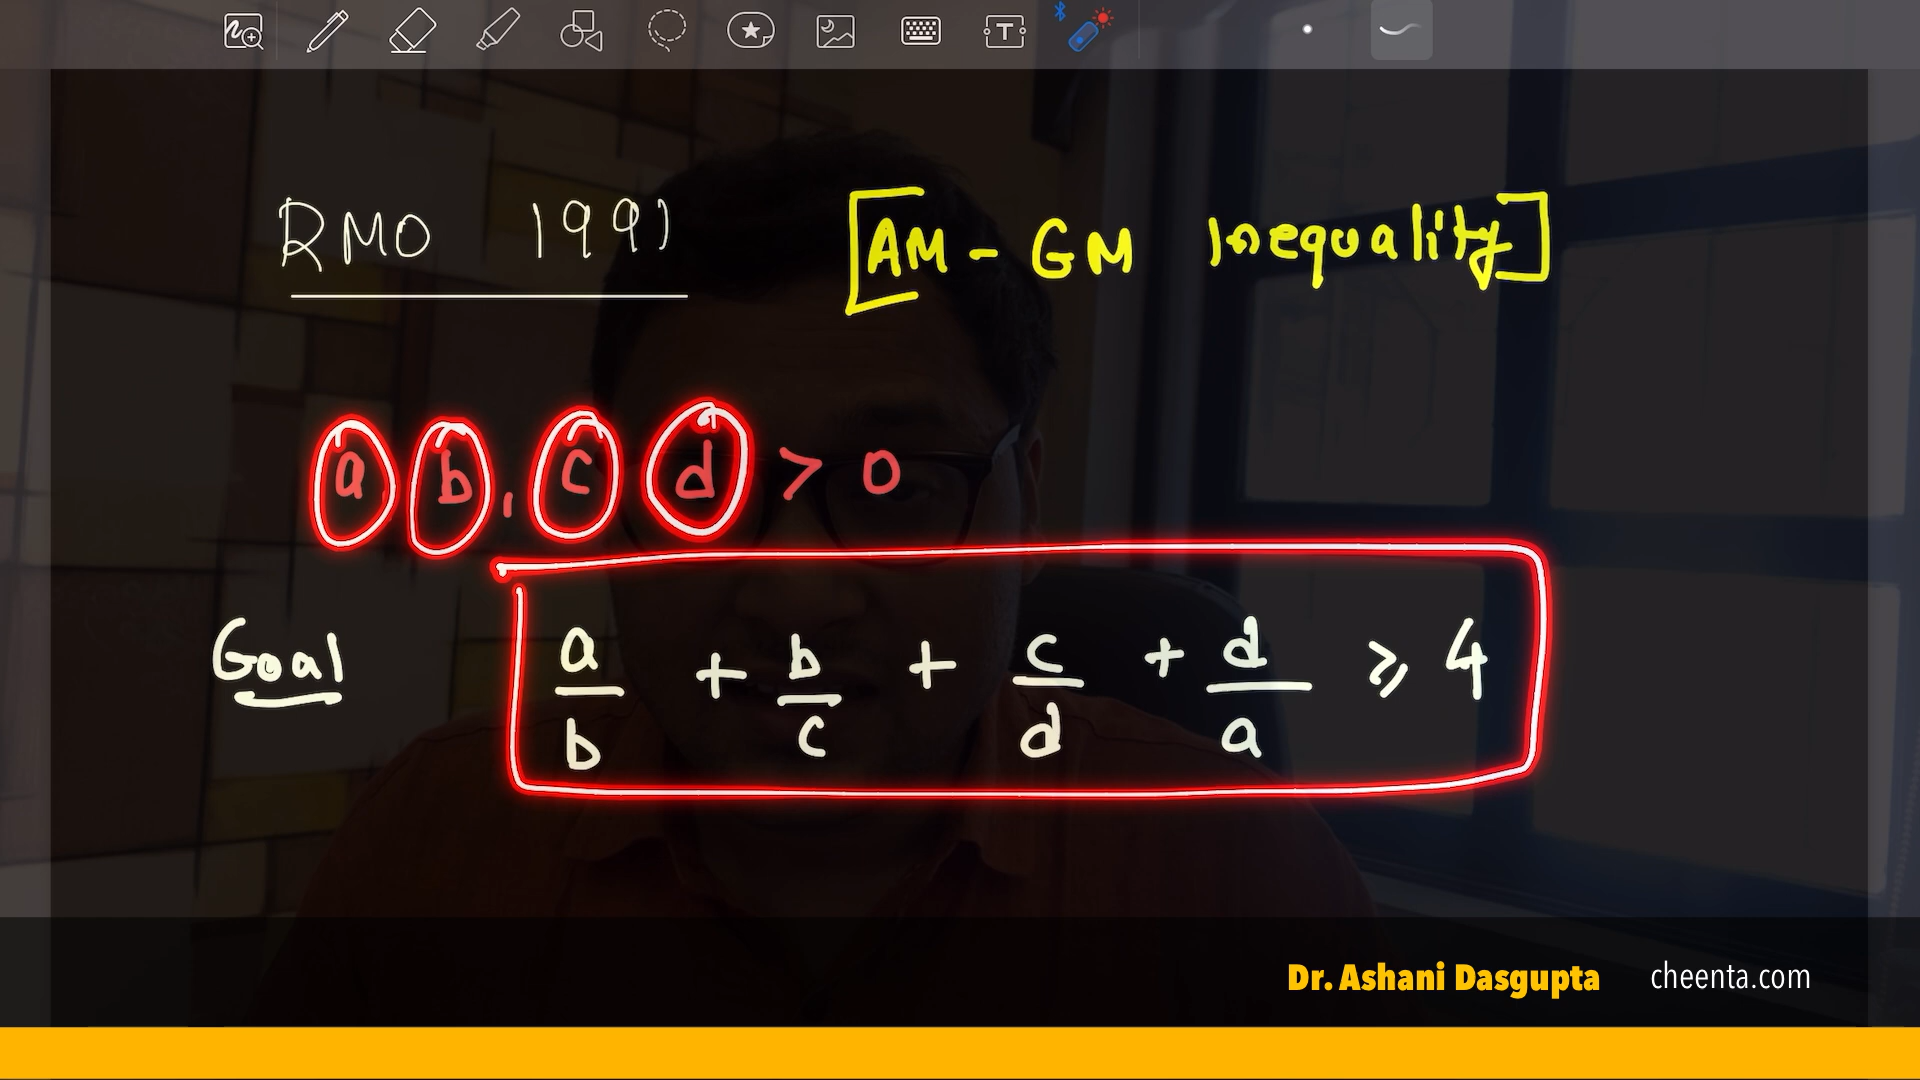 RMO 1991 [AM - GM Inequality]
a, b, c, d > 0
Goal a/b + b/c + c/d + d/a ⩾ 4
Dr. Ashani Dasgupta cheenta.com